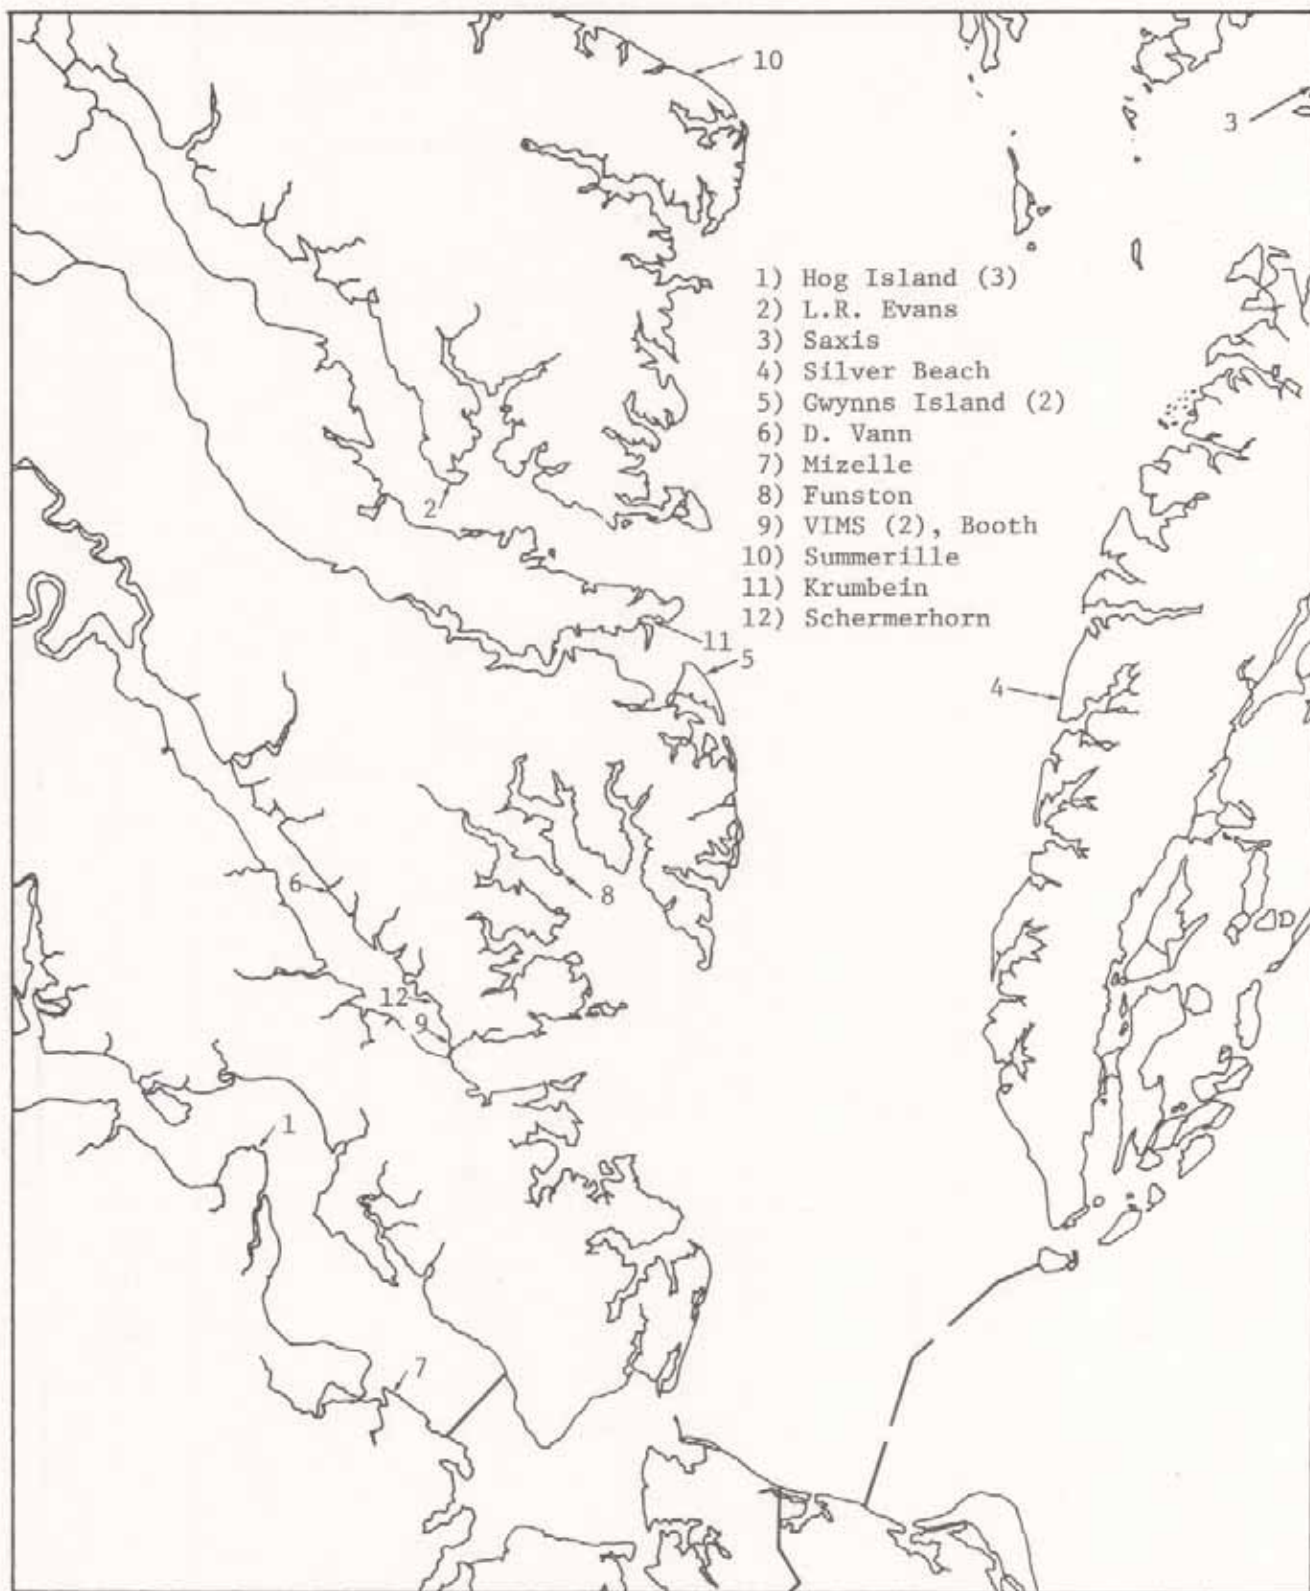 10
3
1) Hog Island (3)
2) L.R. Evans
3) Saxis
4) Silver Beach
5) Gwynns Island (2)
6) D. Vann
7) Mizelle
8) Funston
9) VIMS (2), Booth
10) Summerille
11) Krumbein
12) Schermerhorn
2
11
5
4
6
8
12
9
1
7